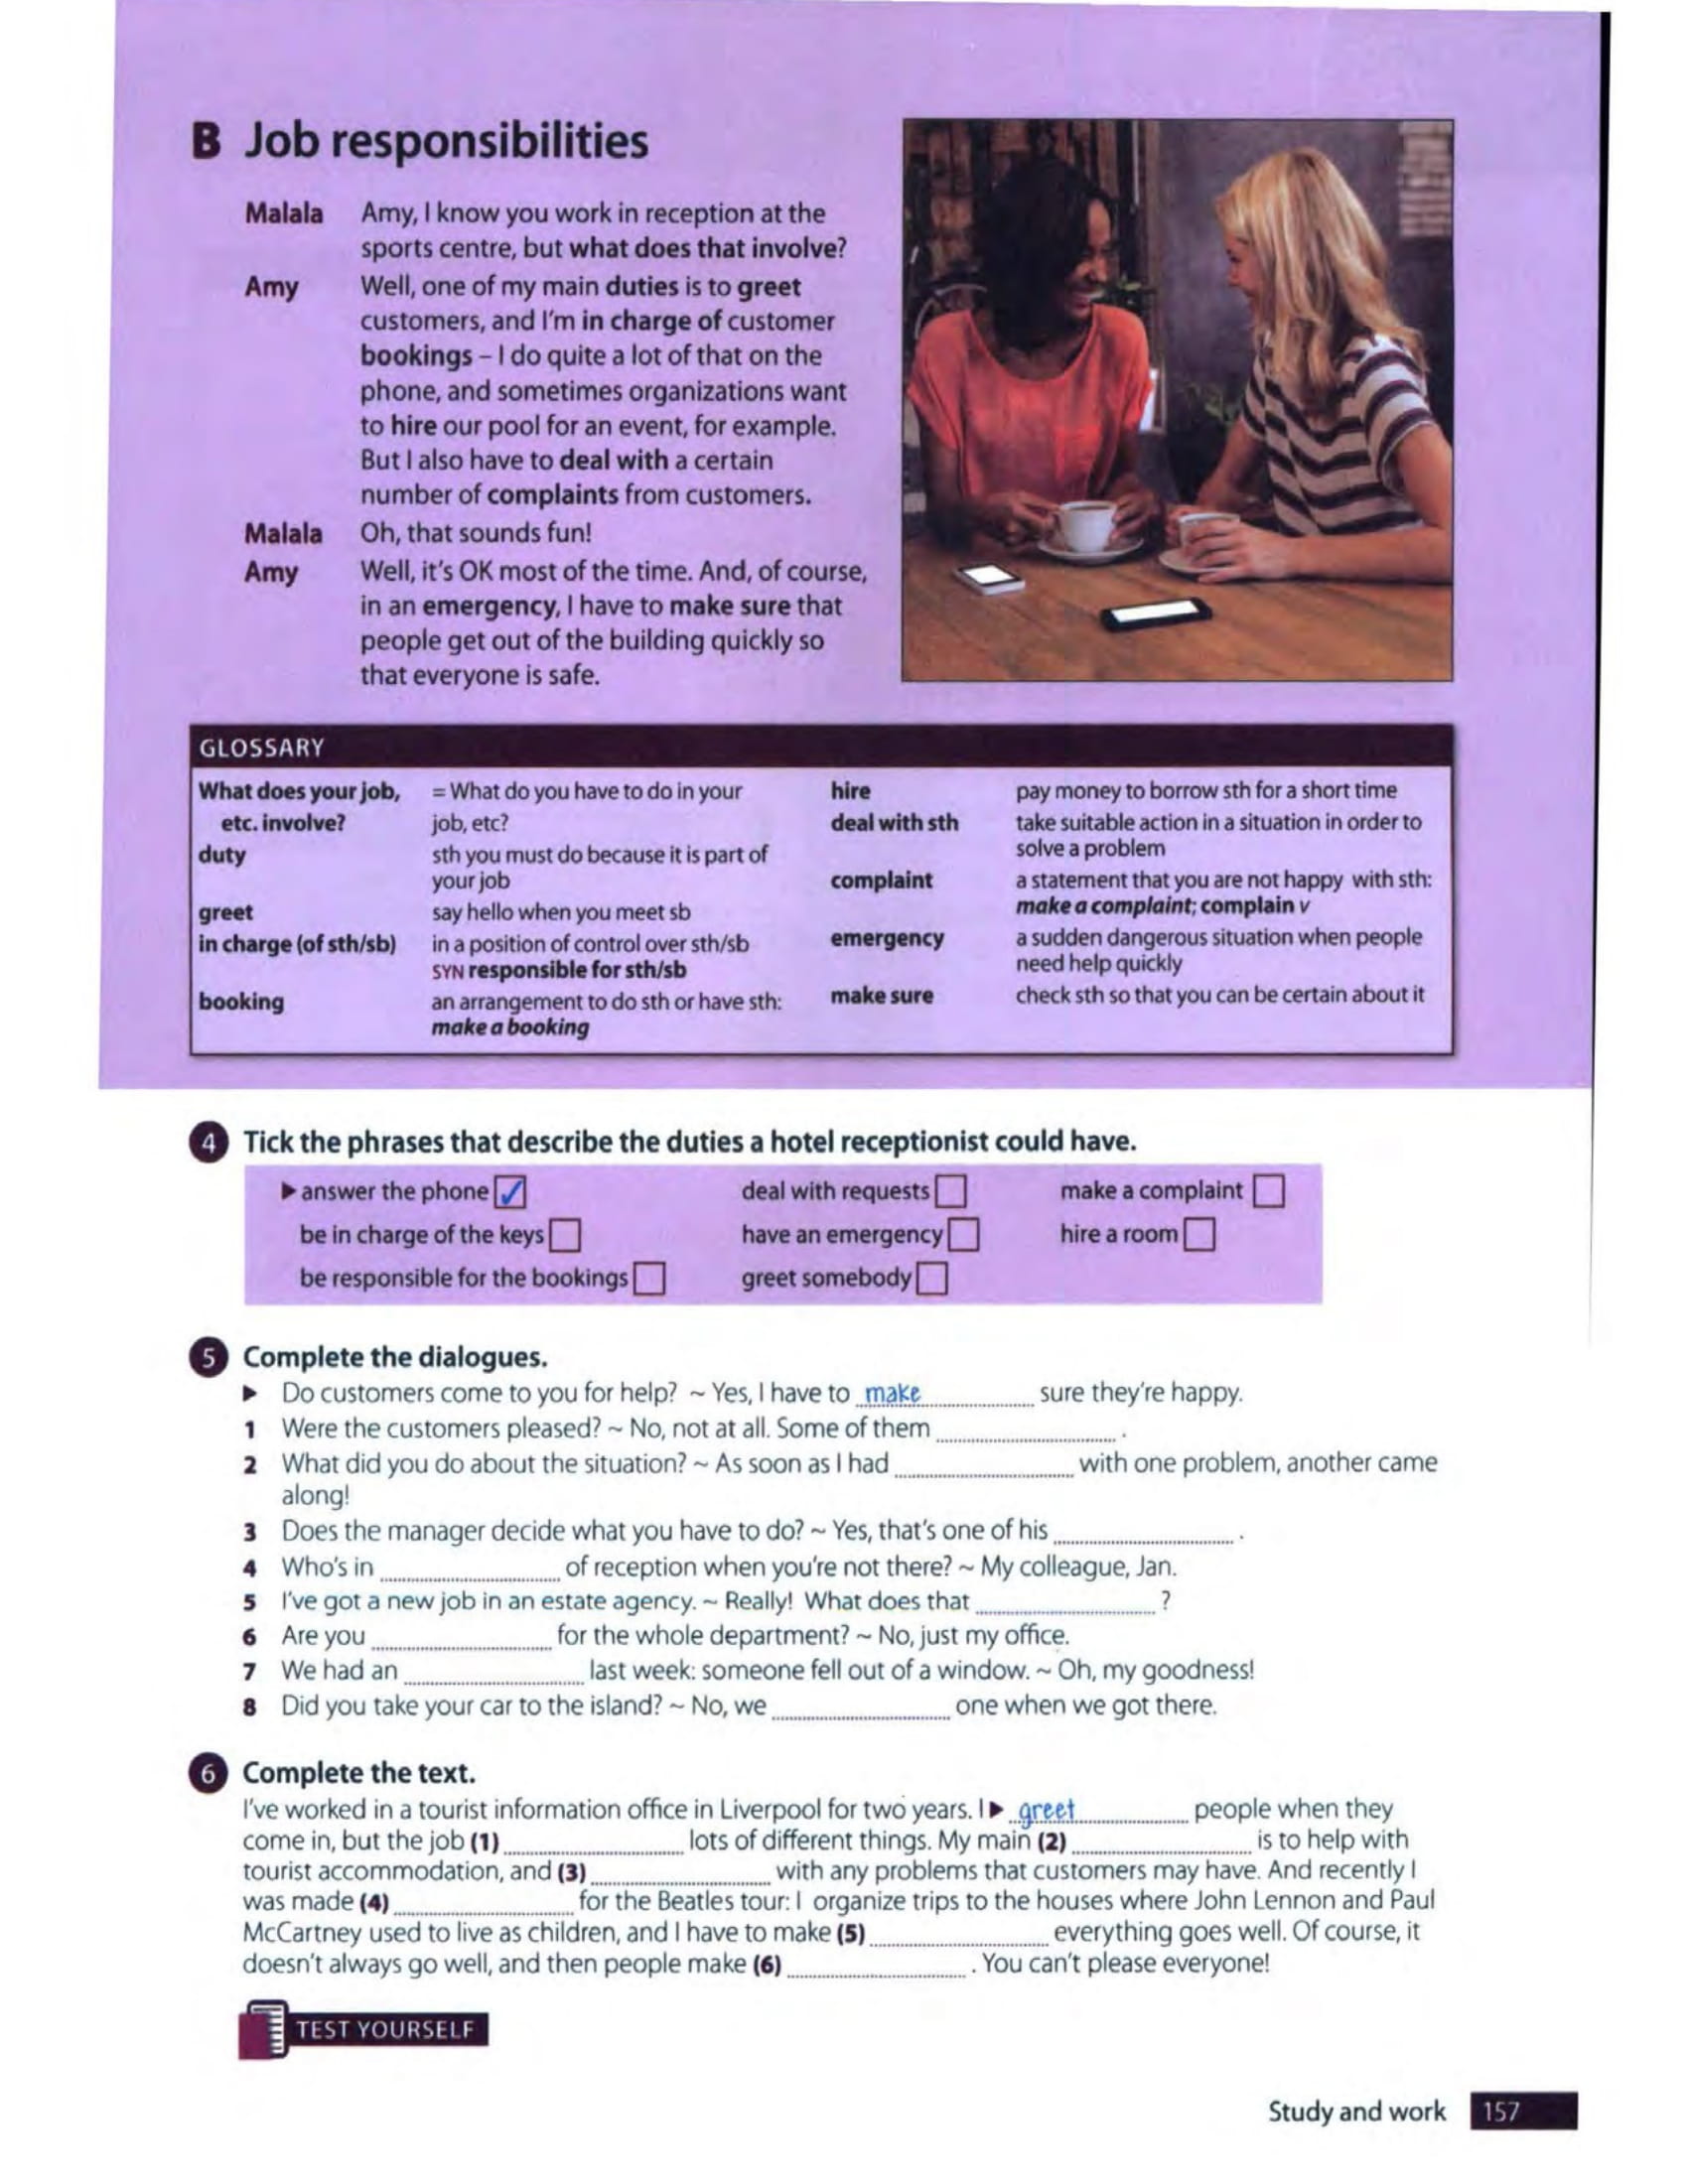 B Job responsibilities
Malala Amy, I know you work in reception at the
sports centre, but what does that involve?
Amy Well, one of my main duties is to greet
customers, and I'm in charge of customer
bookings – I do quite a lot of that on the
phone, and sometimes organizations want
to hire our pool for an event, for example.
But I also have to deal with a certain
number of complaints from customers.
Malala Oh, that sounds fun!
Amy Well, it's OK most of the time. And, of course,
in an emergency, I have to make sure that
people get out of the building quickly so
that everyone is safe.
GLOSSARY
What does your job, = What do you have to do in your
etc. involve? job, etc?
duty sth you must do because it is part of
your job
greet say hello when you meet sb
in charge (of sth/sb) in a position of control over sth/sb
SYN responsible for sth/sb
booking an arrangement to do sth or have sth:
make a booking
hire pay money to borrow sth for a short time
deal with sth take suitable action in a situation in order to
solve a problem
complaint a statement that you are not happy with sth:
make a complaint; complain v
emergency a sudden dangerous situation when people
need help quickly
make sure check sth so that you can be certain about it
4 Tick the phrases that describe the duties a hotel receptionist could have.
▶ answer the phone ✓ deal with requests □ make a complaint □
be in charge of the keys □ have an emergency □ hire a room □
be responsible for the bookings □ greet somebody □
5 Complete the dialogues.
▶ Do customers come to you for help? ~ Yes, I have to make sure they're happy.
1 Were the customers pleased? ~ No, not at all. Some of them .................... .
2 What did you do about the situation? ~ As soon as I had .................... with one problem, another came
along!
3 Does the manager decide what you have to do? ~ Yes, that's one of his .................... .
4 Who's in .................... of reception when you're not there? ~ My colleague, Jan.
5 I've got a new job in an estate agency. ~ Really! What does that .................... ?
6 Are you .................... for the whole department? ~ No, just my office.
7 We had an .................... last week: someone fell out of a window. ~ Oh, my goodness!
8 Did you take your car to the island? ~ No, we .................... one when we got there.
6 Complete the text.
I've worked in a tourist information office in Liverpool for two years. I ▶ greet people when they
come in, but the job (1) .................... lots of different things. My main (2) .................... is to help with
tourist accommodation, and (3) .................... with any problems that customers may have. And recently I
was made (4) .................... for the Beatles tour: I organize trips to the houses where John Lennon and Paul
McCartney used to live as children, and I have to make (5) .................... everything goes well. Of course, it
doesn't always go well, and then people make (6) .................... . You can't please everyone!
TEST YOURSELF
Study and work 157